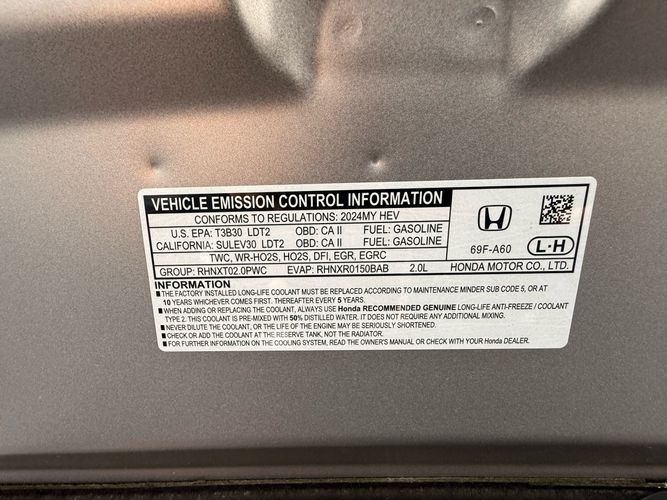 VEHICLE EMISSION CONTROL INFORMATION
CONFORMS TO REGULATIONS: 2024MY HEV
U.S. EPA: T3B30 LDT2 OBD: CA II FUEL: GASOLINE
CALIFORNIA: SULEV30 LDT2 OBD: CA II FUEL: GASOLINE
TWC, WR-HO2S, HO2S, DFI, EGR, EGRC
GROUP: RHNXT02.0PWC EVAP: RHNXR0150BAB 2.0L
69F-A60
L·H
HONDA MOTOR CO., LTD.
INFORMATION
■ THE FACTORY INSTALLED LONG-LIFE COOLANT MUST BE REPLACED ACCORDING TO MAINTENANCE MINDER SUB CODE 5, OR AT
10 YEARS WHICHEVER COMES FIRST. THEREAFTER EVERY 5 YEARS.
■ WHEN ADDING OR REPLACING THE COOLANT, ALWAYS USE Honda RECOMMENDED GENUINE LONG-LIFE ANTI-FREEZE / COOLANT
TYPE 2. THIS COOLANT IS PRE-MIXED WITH 50% DISTILLED WATER. IT DOES NOT REQUIRE ANY ADDITIONAL MIXING.
■ NEVER DILUTE THE COOLANT, OR THE LIFE OF THE ENGINE MAY BE SERIOUSLY SHORTENED.
■ CHECK OR ADD THE COOLANT AT THE RESERVE TANK, NOT THE RADIATOR.
■ FOR FURTHER INFORMATION ON THE COOLING SYSTEM, READ THE OWNER'S MANUAL OR CHECK WITH YOUR Honda DEALER.